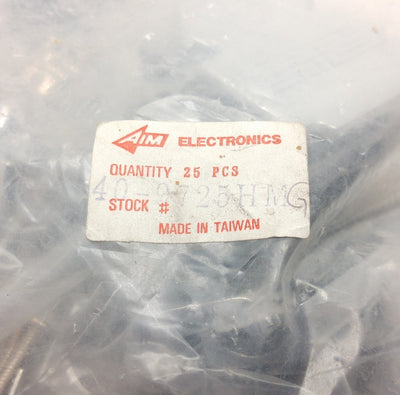 AIM ELECTRONICS
QUANTITY 25 PCS
40-9725HMG
STOCK #
MADE IN TAIWAN